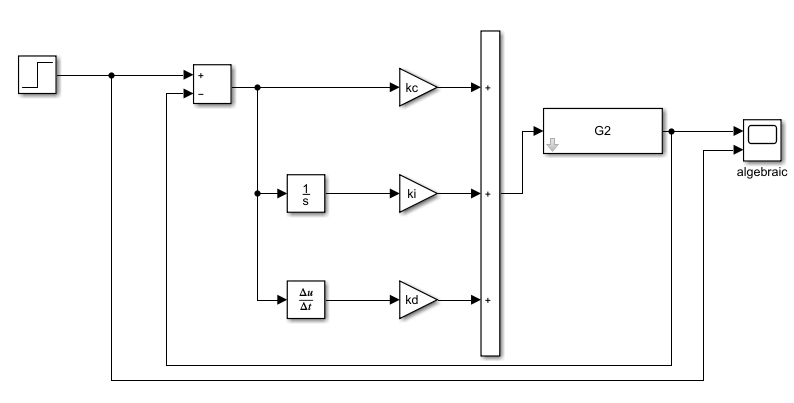 +
−
kc
+
G2
algebraic
1
s
ki
+
Δu
Δt
kd
+